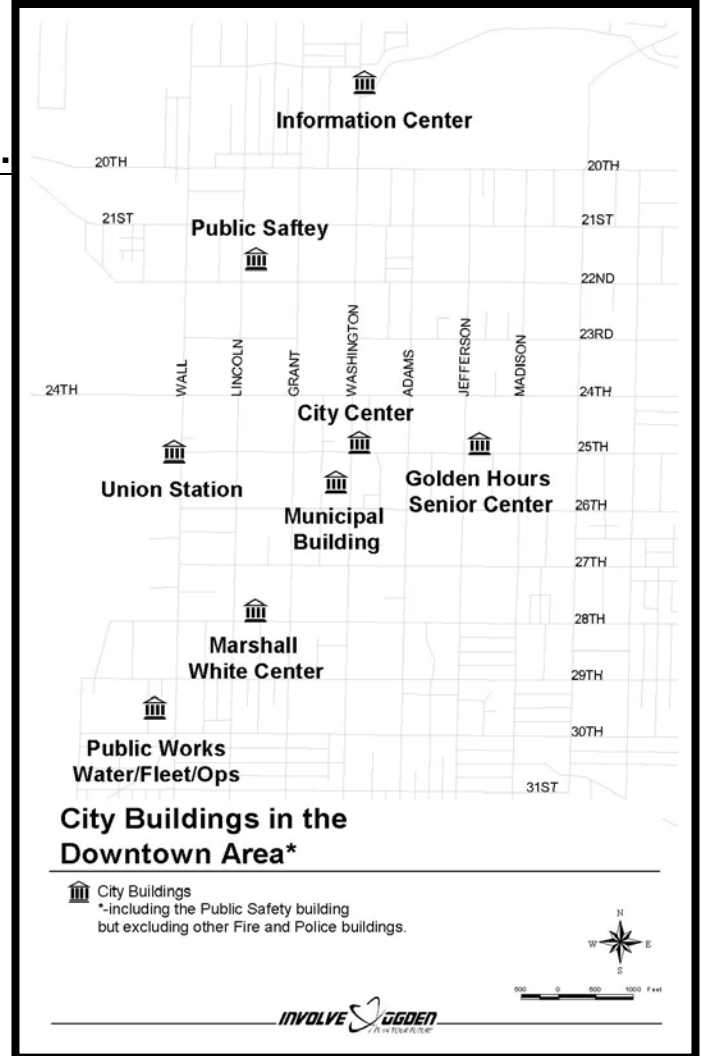 Information Center
20TH
20TH
21ST
21ST
Public Saftey
22ND
23RD
WALL
LINCOLN
GRANT
WASHINGTON
ADAMS
JEFFERSON
MADISON
24TH
24TH
City Center
25TH
Union Station
Golden Hours
Senior Center
Municipal
Building
26TH
27TH
28TH
Marshall
White Center
29TH
30TH
Public Works
Water/Fleet/Ops
31ST
City Buildings in the
Downtown Area*
City Buildings
*-including the Public Safety building
but excluding other Fire and Police buildings.
N
W E
S
500 0 500 1000 Feet
INVOLVE OGDEN